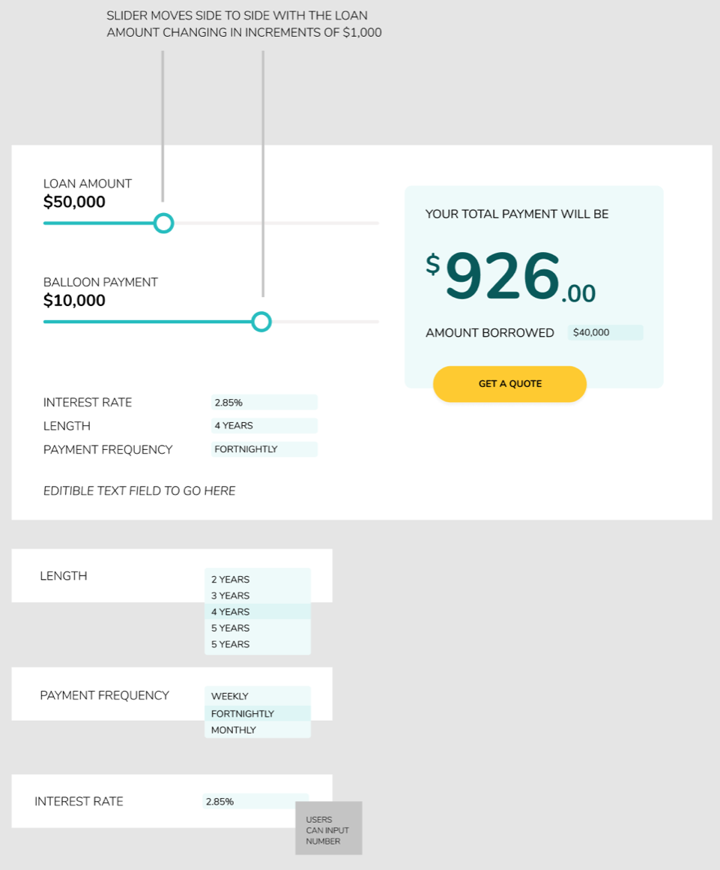 SLIDER MOVES SIDE TO SIDE WITH THE LOAN
AMOUNT CHANGING IN INCREMENTS OF $1,000
LOAN AMOUNT
$50,000
BALLOON PAYMENT
$10,000
INTEREST RATE 2.85%
LENGTH 4 YEARS
PAYMENT FREQUENCY FORTNIGHTLY
EDITIBLE TEXT FIELD TO GO HERE
YOUR TOTAL PAYMENT WILL BE
$926.00
AMOUNT BORROWED $40,000
GET A QUOTE
LENGTH
2 YEARS
3 YEARS
4 YEARS
5 YEARS
5 YEARS
PAYMENT FREQUENCY
WEEKLY
FORTNIGHTLY
MONTHLY
INTEREST RATE 2.85%
USERS
CAN INPUT
NUMBER